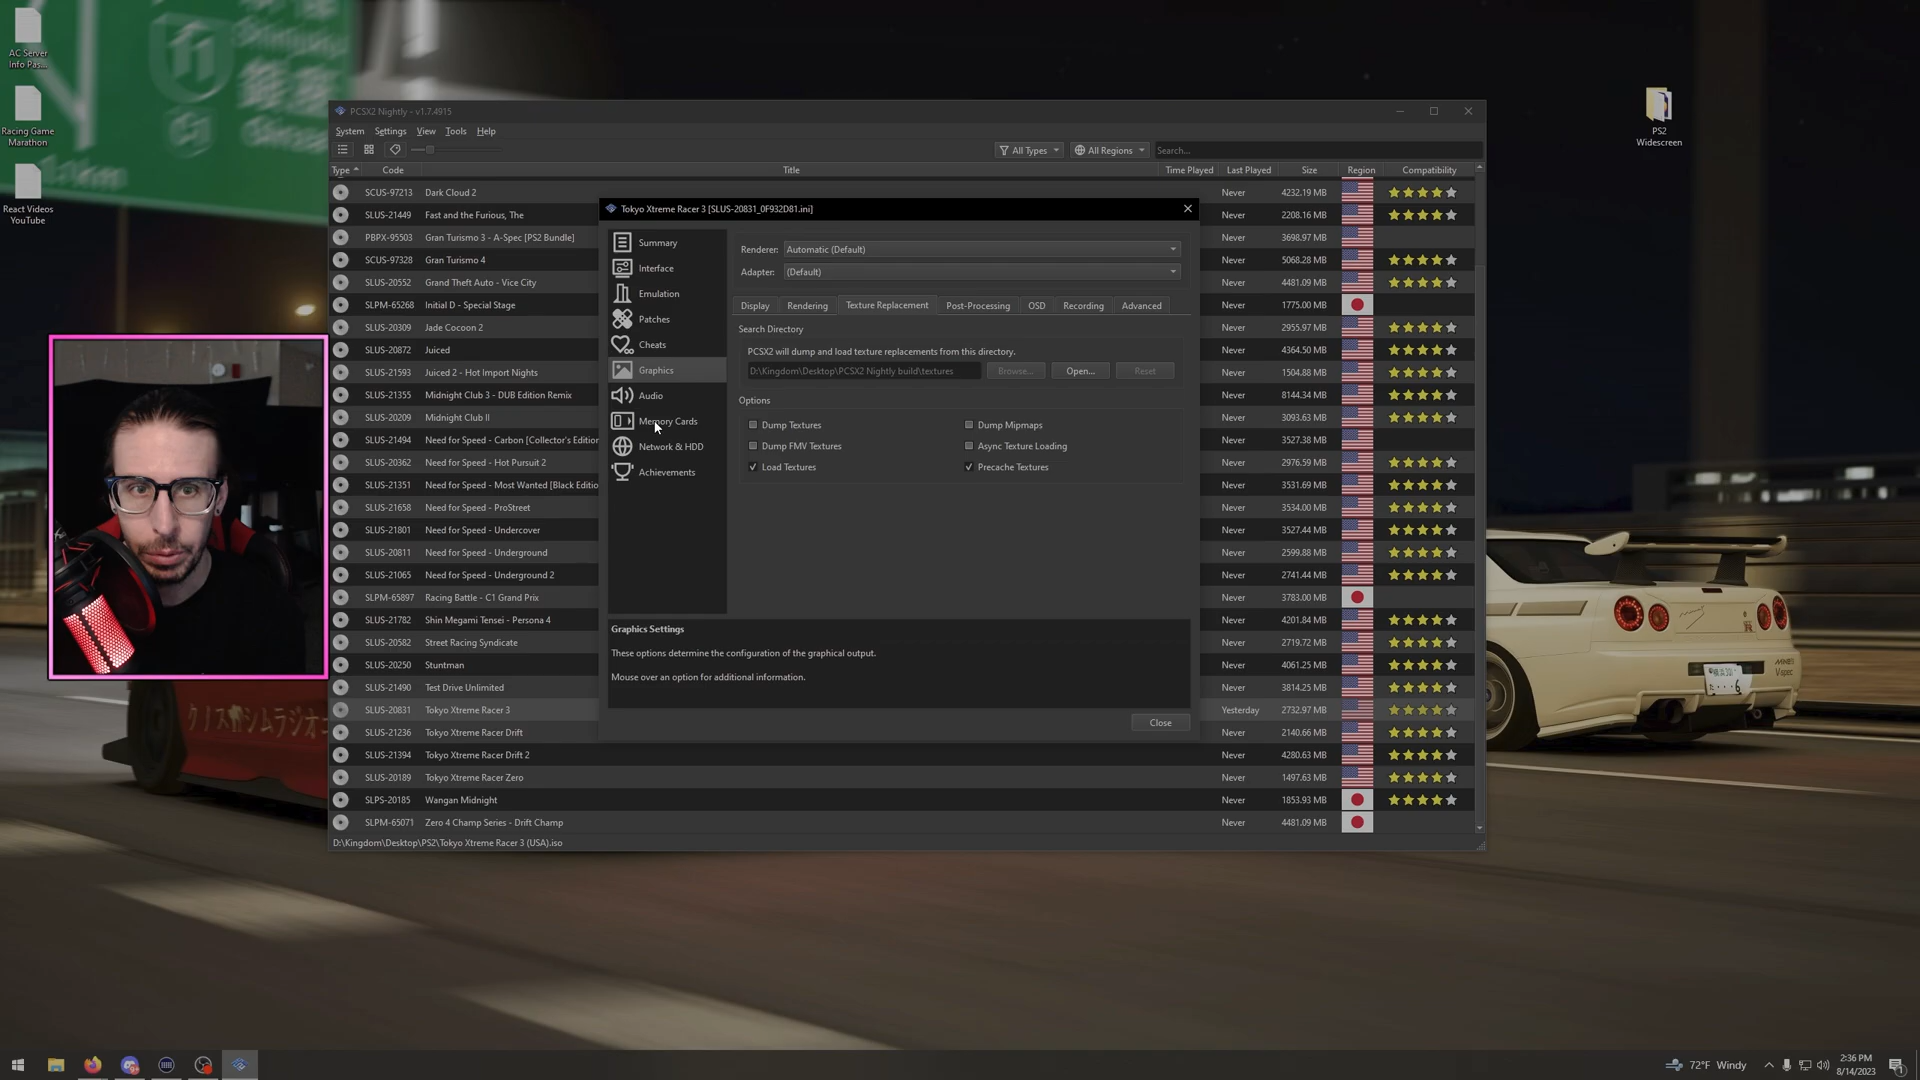 AC Server
Info Pas...
Racing Game
Marathon
React Videos
YouTube
PS2
Widescreen
PCSX2 Nightly - v1.7.4915
System Settings View Tools Help
All Types All Regions Search...
Type Code Title Time Played Last Played Size Region Compatibility
SCUS-97213 Dark Cloud 2 Never 4232.19 MB
SLUS-21449 Fast and the Furious, The Never 2208.16 MB
PBPX-95503 Gran Turismo 3 - A-Spec [PS2 Bundle] Never 3698.97 MB
SCUS-97328 Gran Turismo 4 Never 5068.28 MB
SLUS-20552 Grand Theft Auto - Vice City Never 4481.09 MB
SLPM-65268 Initial D - Special Stage Never 1775.00 MB
SLUS-20309 Jade Cocoon 2 Never 2955.97 MB
SLUS-20872 Juiced Never 4364.50 MB
SLUS-21593 Juiced 2 - Hot Import Nights Never 1504.88 MB
SLUS-21355 Midnight Club 3 - DUB Edition Remix Never 8144.34 MB
SLUS-20209 Midnight Club II Never 3093.63 MB
SLUS-21494 Need for Speed - Carbon [Collector's Edition Never 3527.38 MB
SLUS-20362 Need for Speed - Hot Pursuit 2 Never 2976.59 MB
SLUS-21351 Need for Speed - Most Wanted [Black Editio Never 3531.69 MB
SLUS-21658 Need for Speed - ProStreet Never 3534.00 MB
SLUS-21801 Need for Speed - Undercover Never 3527.44 MB
SLUS-20811 Need for Speed - Underground Never 2599.88 MB
SLUS-21065 Need for Speed - Underground 2 Never 2741.44 MB
SLPM-65897 Racing Battle - C1 Grand Prix Never 3783.00 MB
SLUS-21782 Shin Megami Tensei - Persona 4 Never 4201.84 MB
SLUS-20582 Street Racing Syndicate Never 2719.72 MB
SLUS-20250 Stuntman Never 4061.25 MB
SLUS-21490 Test Drive Unlimited Never 3814.25 MB
SLUS-20831 Tokyo Xtreme Racer 3 Yesterday 2732.97 MB
SLUS-21236 Tokyo Xtreme Racer Drift Never 2140.66 MB
SLUS-21394 Tokyo Xtreme Racer Drift 2 Never 4280.63 MB
SLUS-20189 Tokyo Xtreme Racer Zero Never 1497.63 MB
SLPS-20185 Wangan Midnight Never 1853.93 MB
SLPM-65071 Zero 4 Champ Series - Drift Champ Never 4481.09 MB
D:\Kingdom\Desktop\PS2\Tokyo Xtreme Racer 3 (USA).iso
Tokyo Xtreme Racer 3 [SLUS-20831_0F932D81.ini]
Summary
Interface
Emulation
Patches
Cheats
Graphics
Audio
Memory Cards
Network & HDD
Achievements
Renderer: Automatic (Default)
Adapter: (Default)
Display Rendering Texture Replacement Post-Processing OSD Recording Advanced
Search Directory
PCSX2 will dump and load texture replacements from this directory.
D:\Kingdom\Desktop\PCSX2 Nightly build\textures Browse... Open... Reset
Options
Dump Textures Dump Mipmaps
Dump FMV Textures Async Texture Loading
Load Textures Precache Textures
Graphics Settings
These options determine the configuration of the graphical output.
Mouse over an option for additional information.
Close
72°F Windy
2:36 PM
8/14/2023